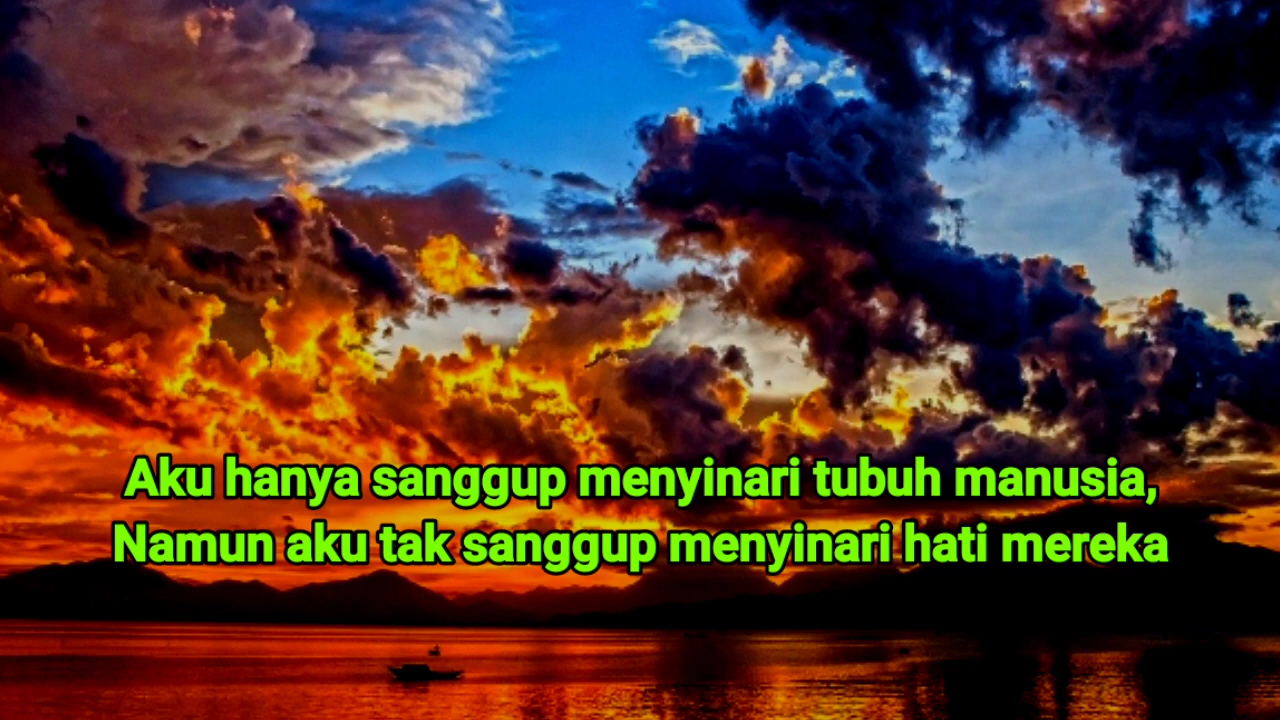 Aku hanya sanggup menyinari tubuh manusia,
Namun aku tak sanggup menyinari hati mereka